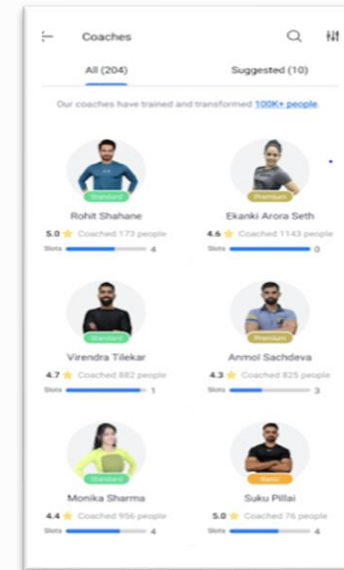 Coaches
All (204) Suggested (10)
Our coaches have trained and transformed 100K+ people.
Standard Premium
Rohit Shahane Ekanki Arora Seth
5.0 Coached 173 people 4.6 Coached 1143 people
Slots 4 Slots 0
Standard Premium
Virendra Tilekar Anmol Sachdeva
4.7 Coached 882 people 4.3 Coached 825 people
Slots 1 Slots 3
Standard Basic
Monika Sharma Suku Pillai
4.4 Coached 956 people 5.0 Coached 76 people
Slots 4 Slots 4